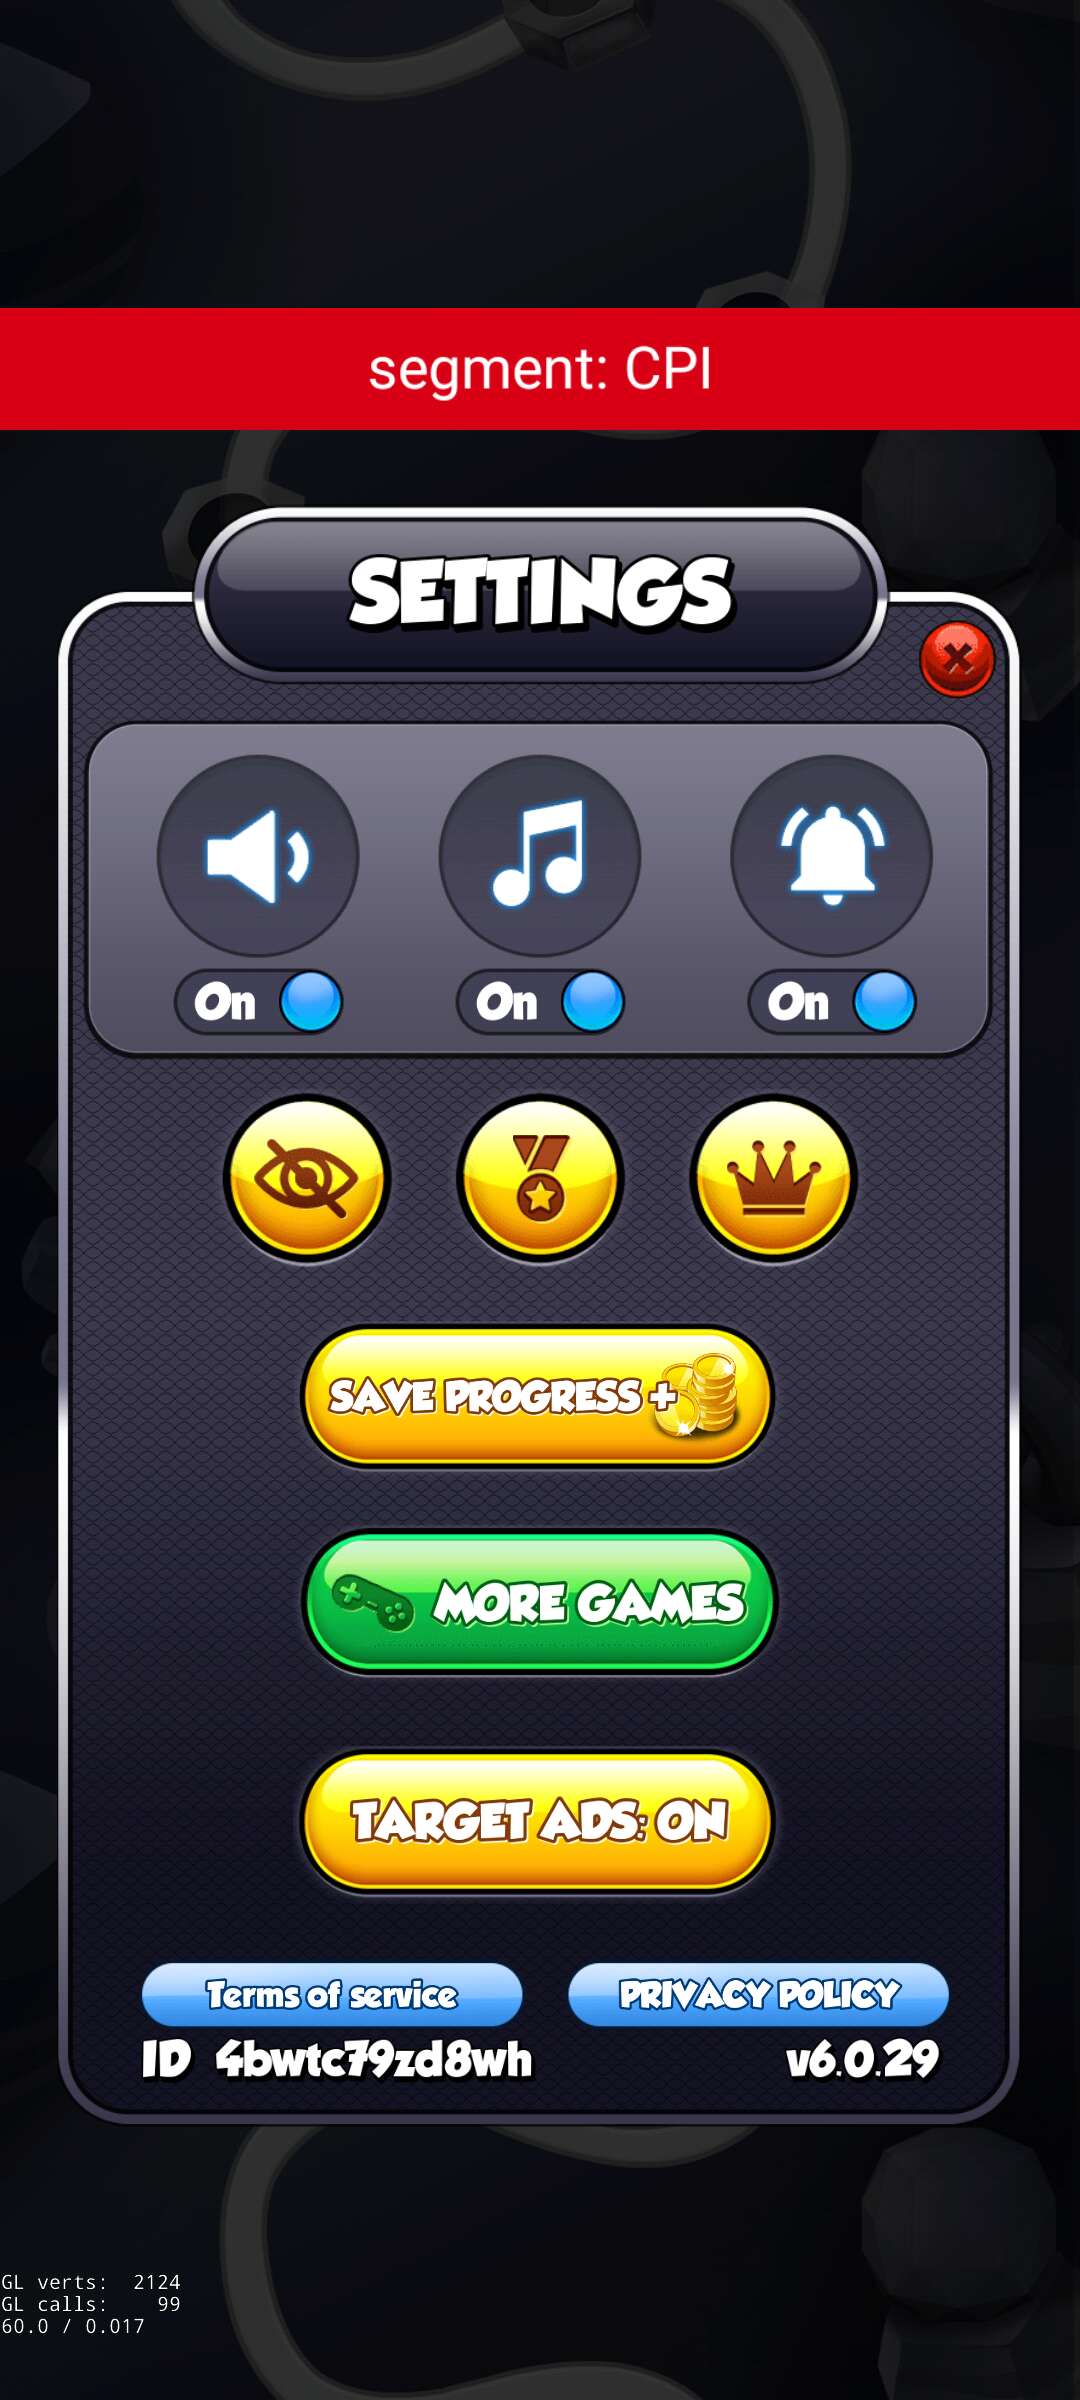 segment: CPI
SETTINGS
On On On
SAVE PROGRESS +
MORE GAMES
TARGET ADS: ON
Terms of service PRIVACY POLICY
ID 4bwtc79zd8wh v6.0.29
GL verts: 2124
GL calls: 99
60.0 / 0.017